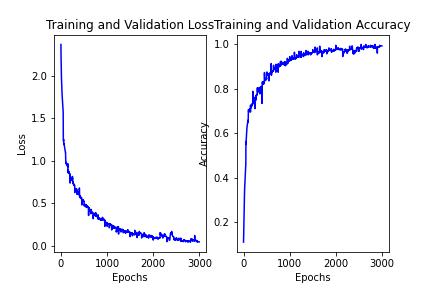 Training and Validation Loss
2.0
1.5
1.0
0.5
0.0
Loss
0 1000 2000 3000
Epochs
Training and Validation Accuracy
1.0
0.8
0.6
0.4
0.2
Accuracy
0 1000 2000 3000
Epochs